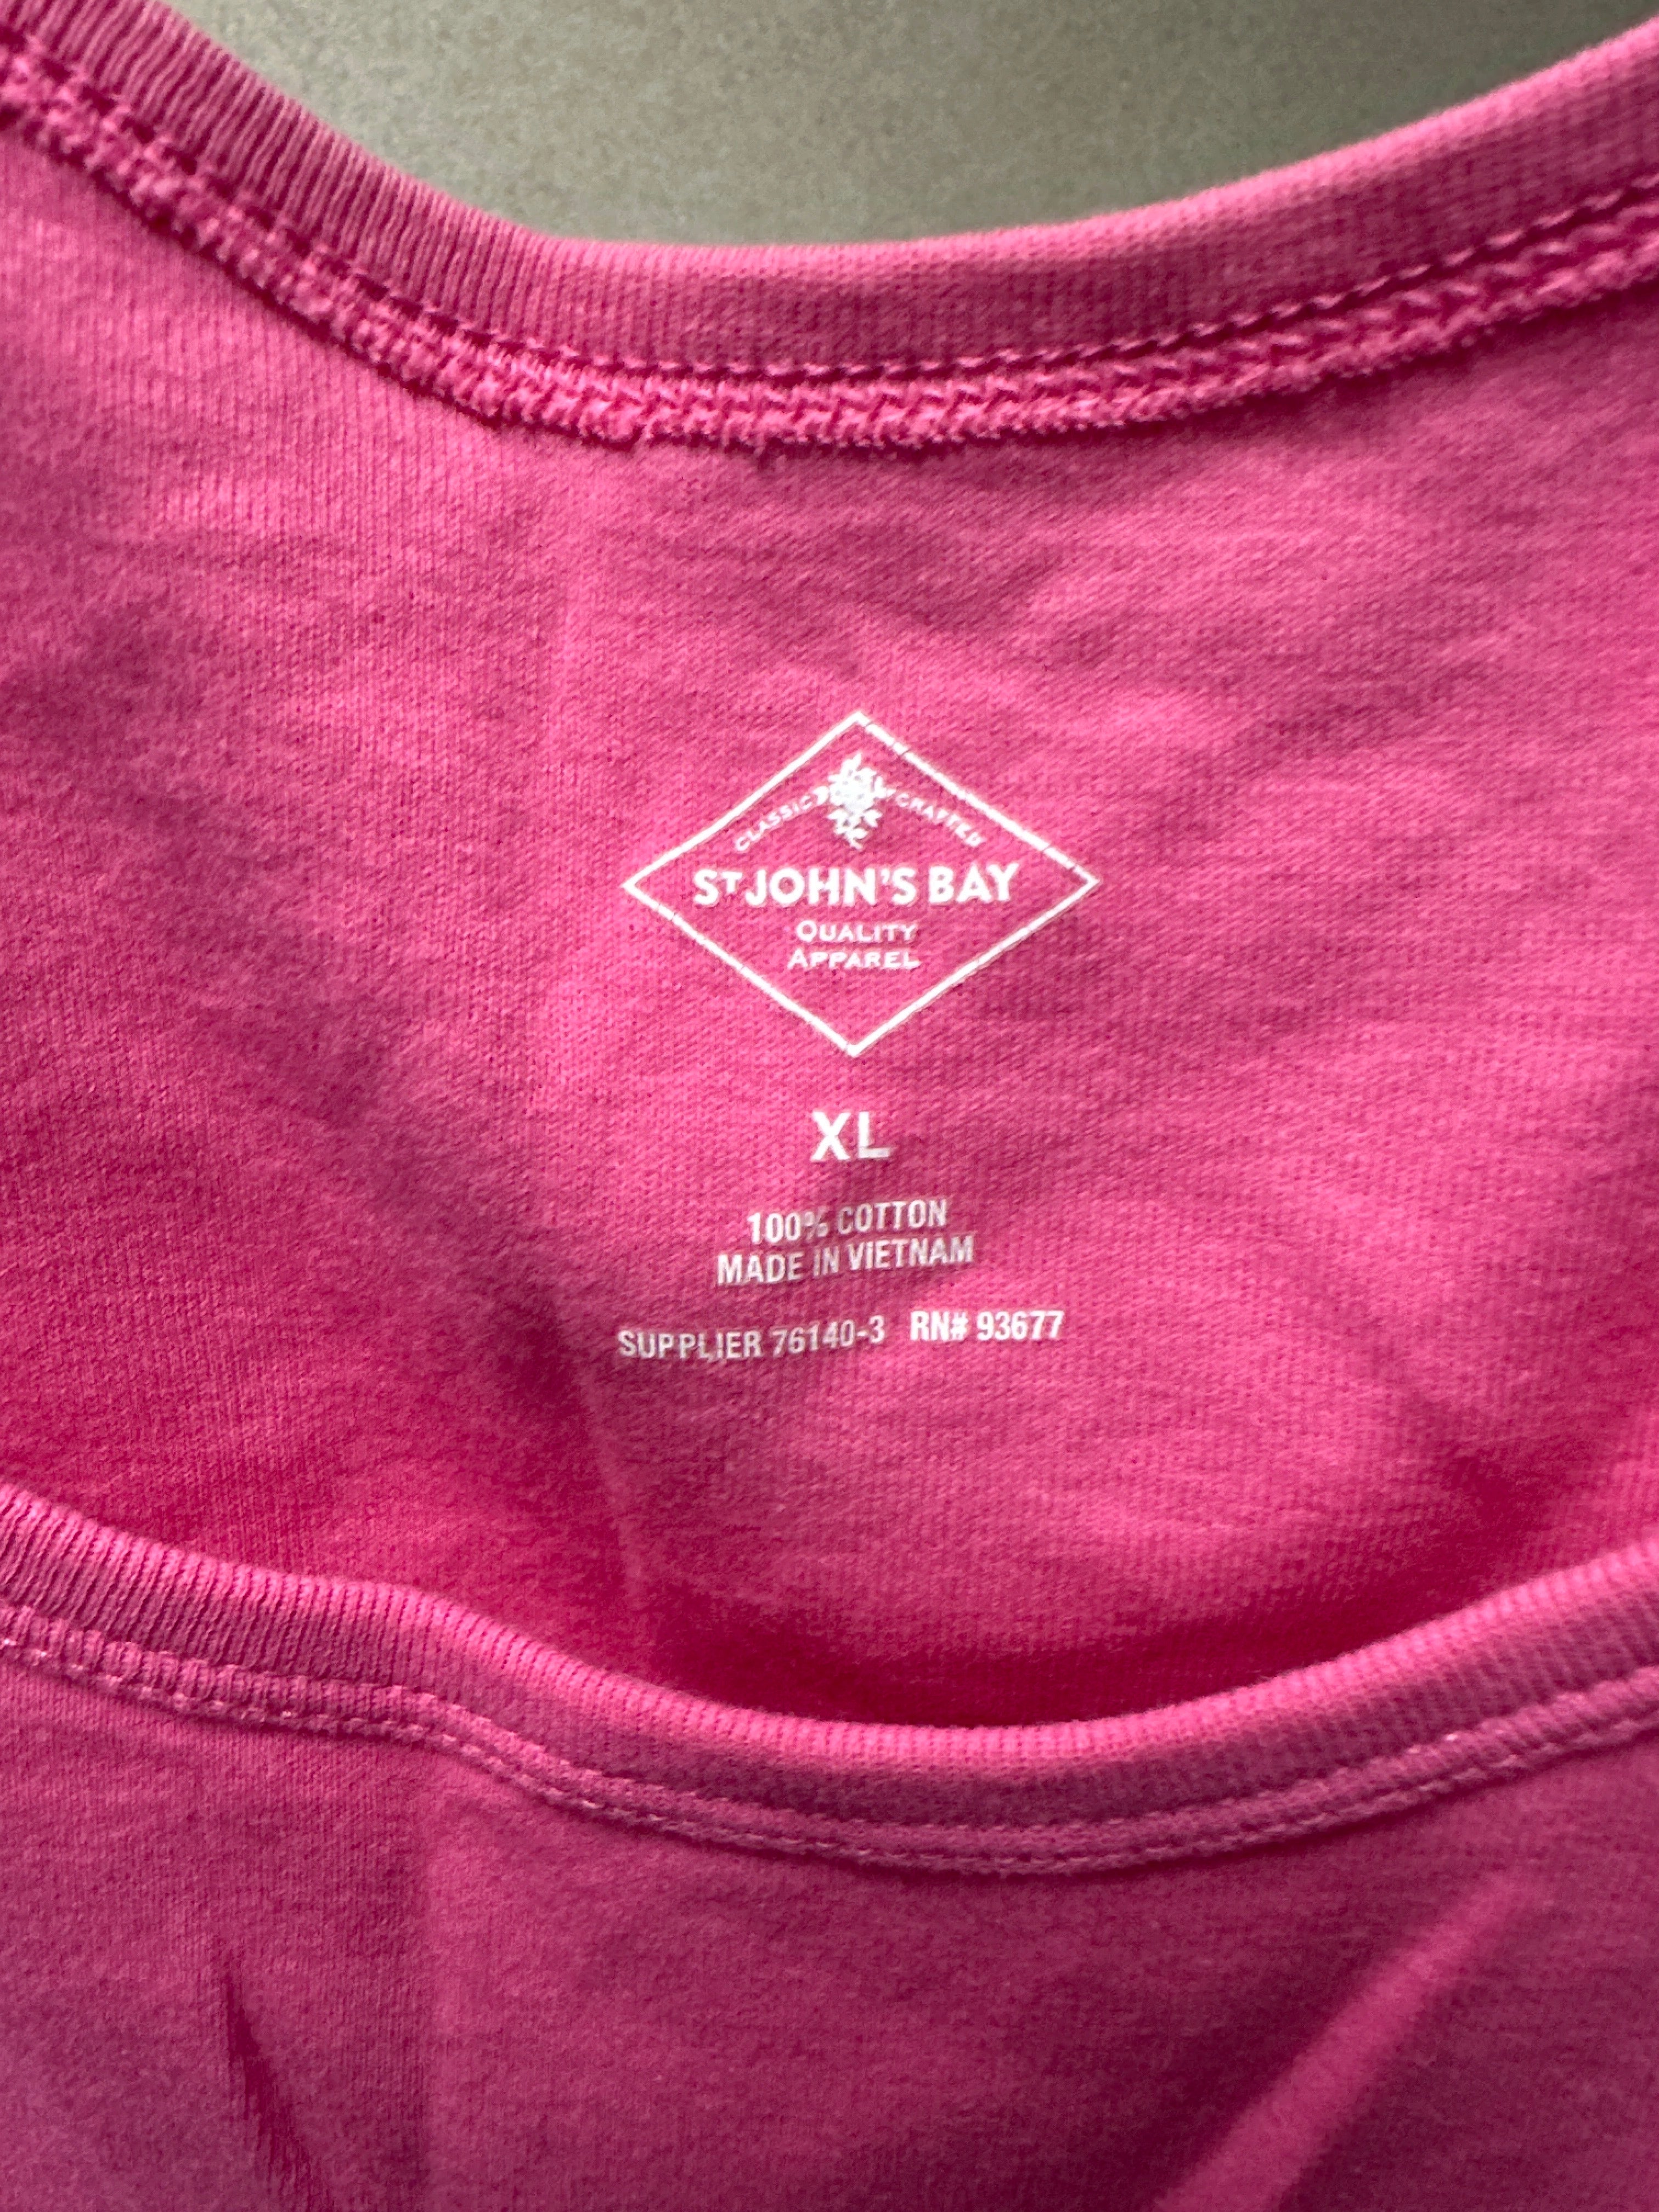 CLASSIC CRAFTED
ST JOHN'S BAY
QUALITY
APPAREL
XL
100% COTTON
MADE IN VIETNAM
SUPPLIER 76140-3 RN# 93677